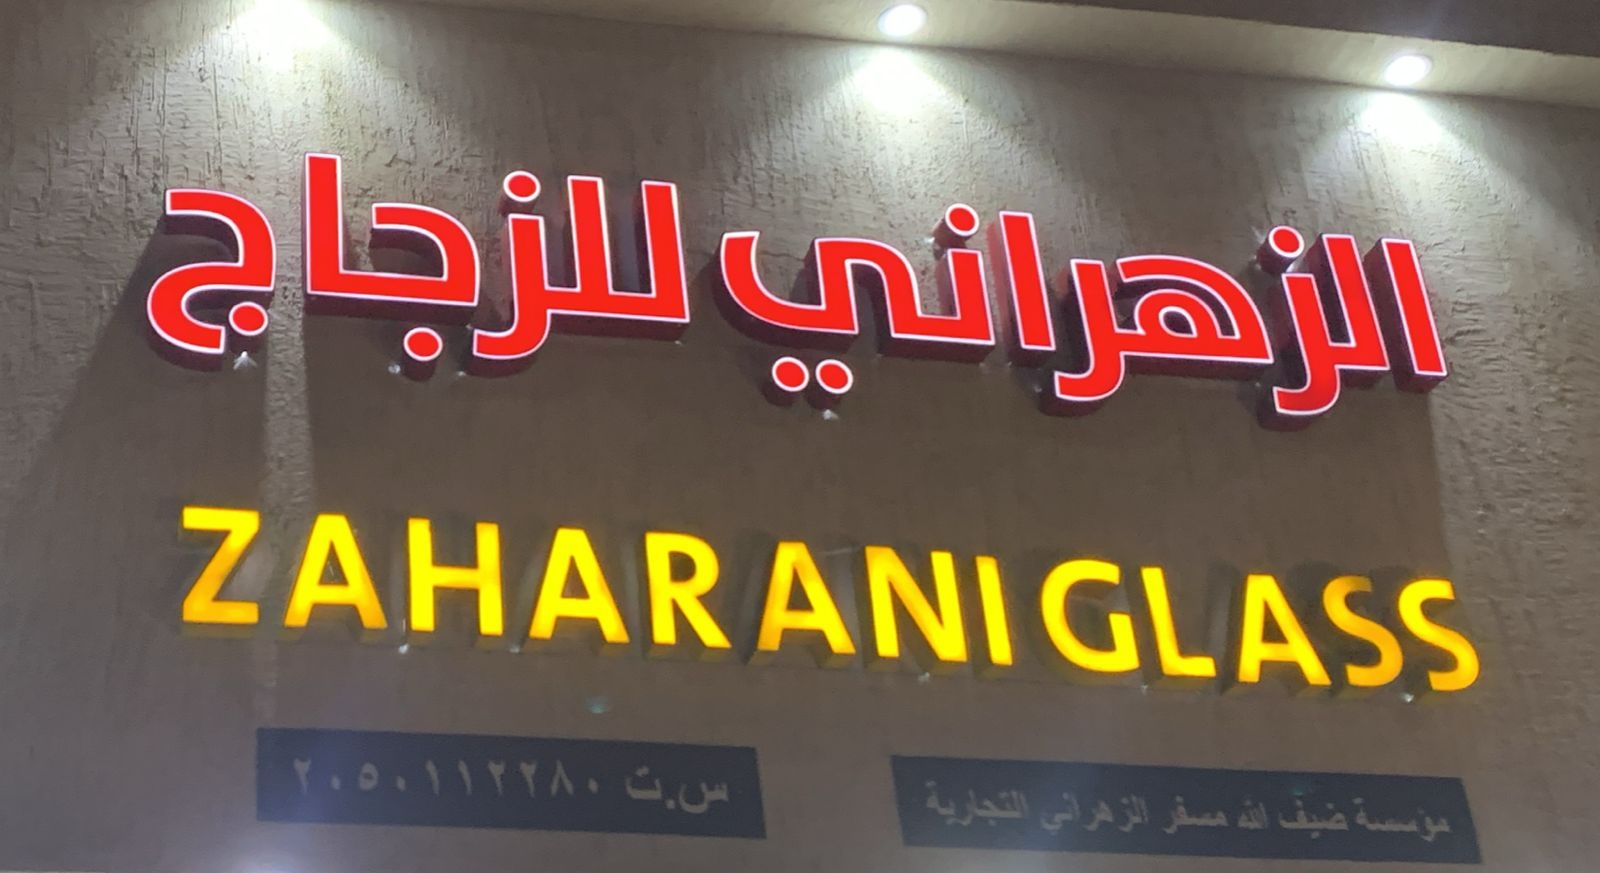 الزهراني للزجاج
ZAHARANI GLASS
مؤسسة ضيف الله مسفر الزهراني التجارية
س.ت ٢٠٥٠١١٢٢٨٠